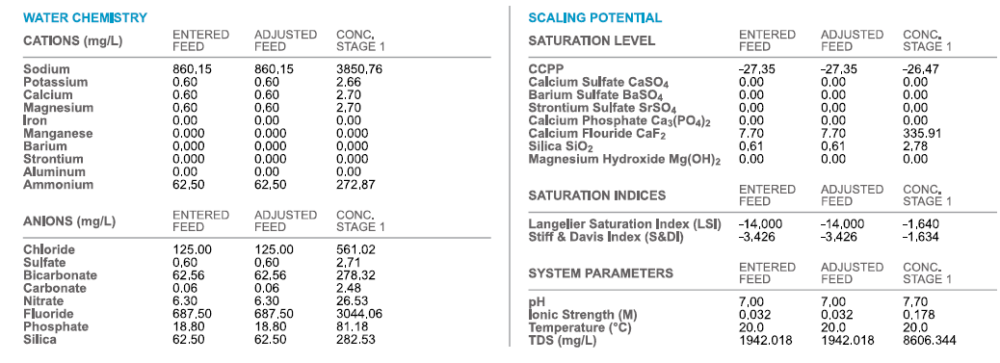 WATER CHEMISTRY
CATIONS (mg/L) ENTERED FEED ADJUSTED FEED CONC. STAGE 1
Sodium 860.15 860.15 3850.76
Potassium 0.60 0.60 2.66
Calcium 0.60 0.60 2.70
Magnesium 0.60 0.60 2.70
Iron 0.00 0.00 0.00
Manganese 0.000 0.000 0.000
Barium 0.000 0.000 0.000
Strontium 0.000 0.000 0.000
Aluminum 0.00 0.00 0.00
Ammonium 62.50 62.50 272.87
ANIONS (mg/L) ENTERED FEED ADJUSTED FEED CONC. STAGE 1
Chloride 125.00 125.00 561.02
Sulfate 0.60 0.60 2.71
Bicarbonate 62.56 62.56 278.32
Carbonate 0.06 0.06 2.48
Nitrate 6.30 6.30 26.53
Fluoride 687.50 687.50 3044.06
Phosphate 18.80 18.80 81.18
Silica 62.50 62.50 282.53
SCALING POTENTIAL
SATURATION LEVEL ENTERED FEED ADJUSTED FEED CONC. STAGE 1
CCPP -27.35 -27.35 -26.47
Calcium Sulfate CaSO4 0.00 0.00 0.00
Barium Sulfate BaSO4 0.00 0.00 0.00
Strontium Sulfate SrSO4 0.00 0.00 0.00
Calcium Phosphate Ca3(PO4)2 0.00 0.00 0.00
Calcium Flouride CaF2 7.70 7.70 335.91
Silica SiO2 0.61 0.61 2.78
Magnesium Hydroxide Mg(OH)2 0.00 0.00 0.00
SATURATION INDICES ENTERED FEED ADJUSTED FEED CONC. STAGE 1
Langelier Saturation Index (LSI) -14.000 -14.000 -1.640
Stiff & Davis Index (S&DI) -3.426 -3.426 -1.634
SYSTEM PARAMETERS ENTERED FEED ADJUSTED FEED CONC. STAGE 1
pH 7.00 7.00 7.70
Ionic Strength (M) 0.032 0.032 0.178
Temperature (°C) 20.0 20.0 20.0
TDS (mg/L) 1942.018 1942.018 8606.344